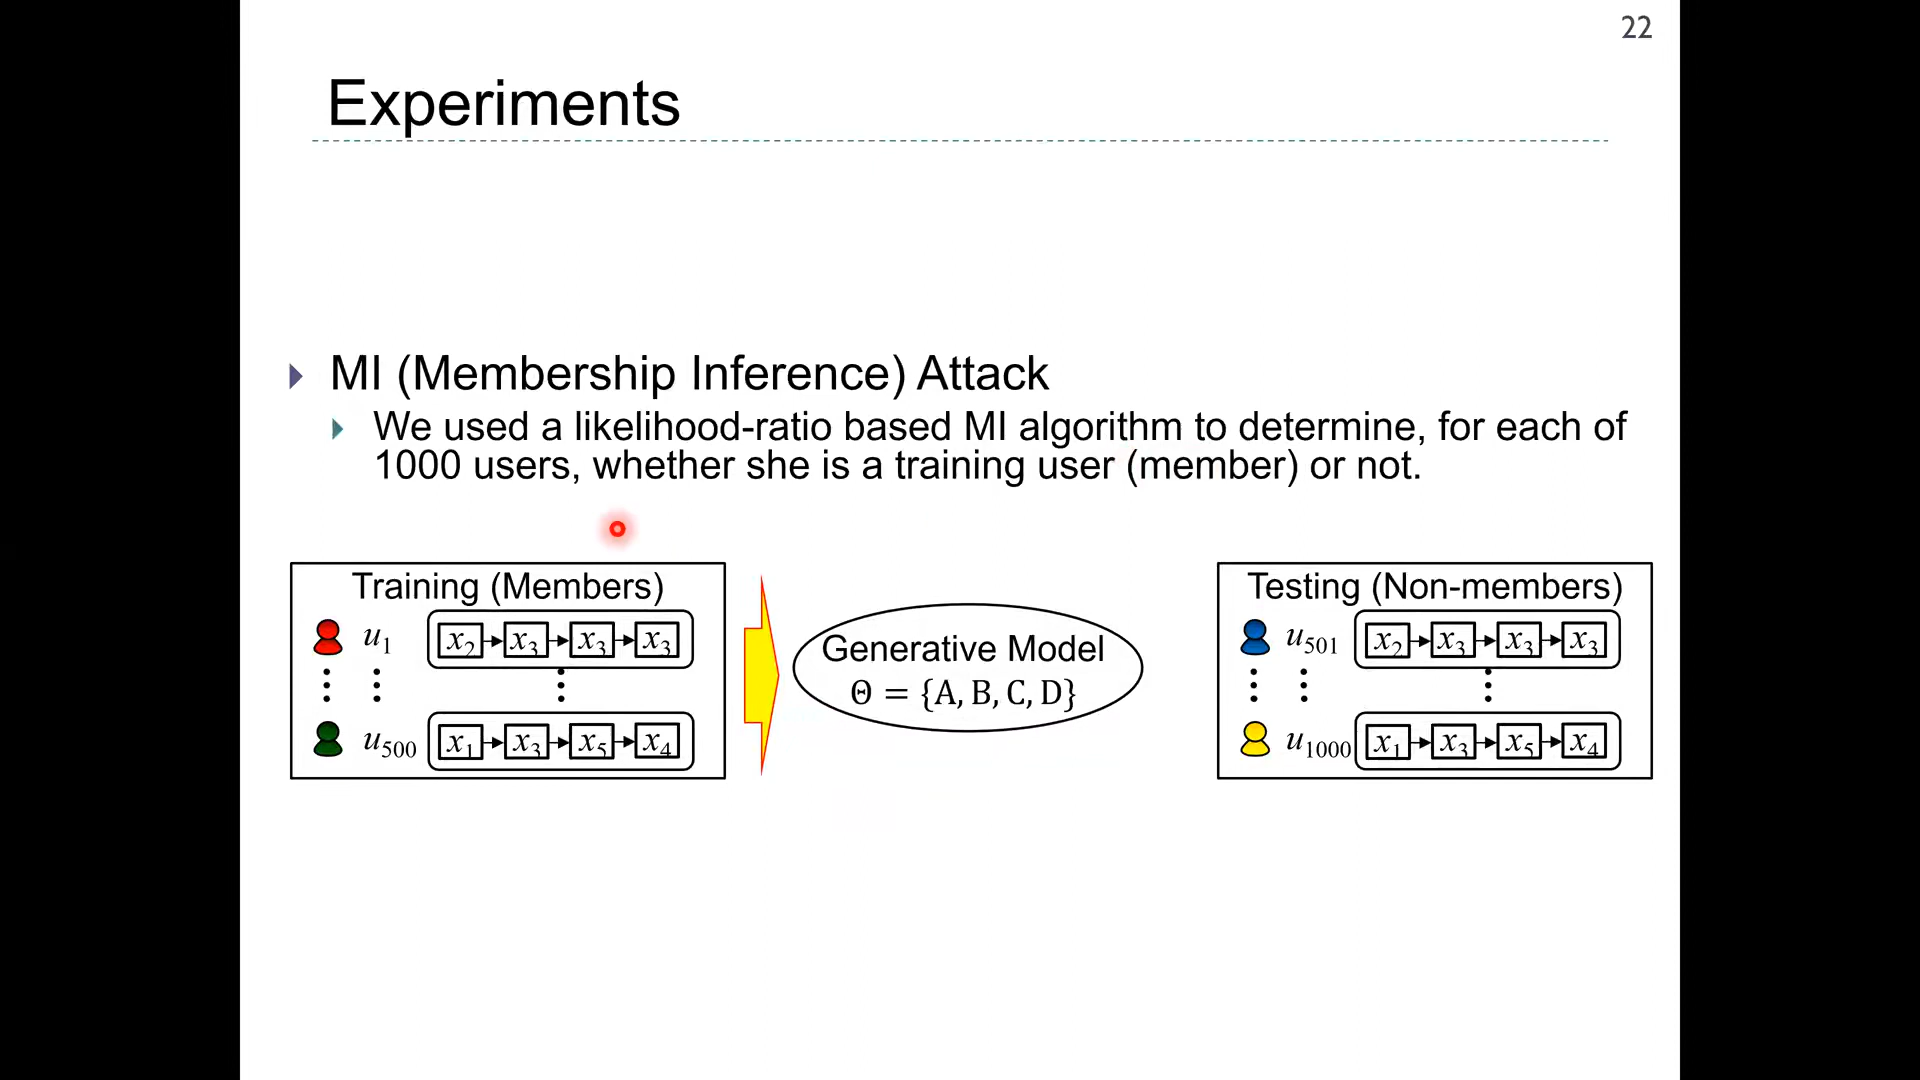 22
Experiments
MI (Membership Inference) Attack
We used a likelihood-ratio based MI algorithm to determine, for each of
1000 users, whether she is a training user (member) or not.
Training (Members)
u1 x2 x3 x3 x3
u500 x1 x3 x5 x4
Generative Model
Θ = {A, B, C, D}
Testing (Non-members)
u501 x2 x3 x3 x3
u1000 x1 x3 x5 x4